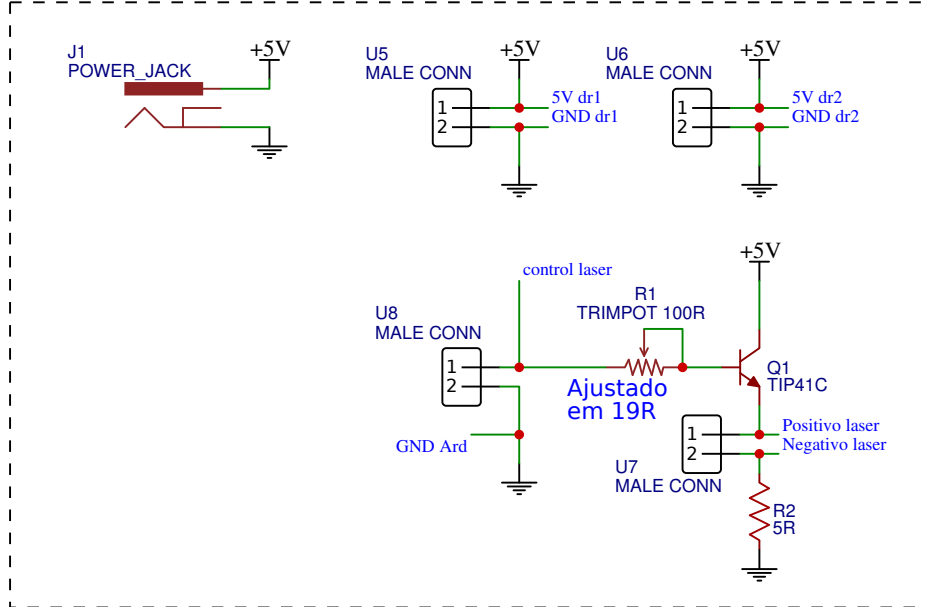 J1
POWER_JACK
+5V
U5
MALE CONN
1
2
+5V
5V dr1
GND dr1
U6
MALE CONN
1
2
+5V
5V dr2
GND dr2
control laser
U8
MALE CONN
1
2
GND Ard
R1
TRIMPOT 100R
Ajustado
em 19R
+5V
Q1
TIP41C
Positivo laser
Negativo laser
1
2
U7
MALE CONN
R2
5R